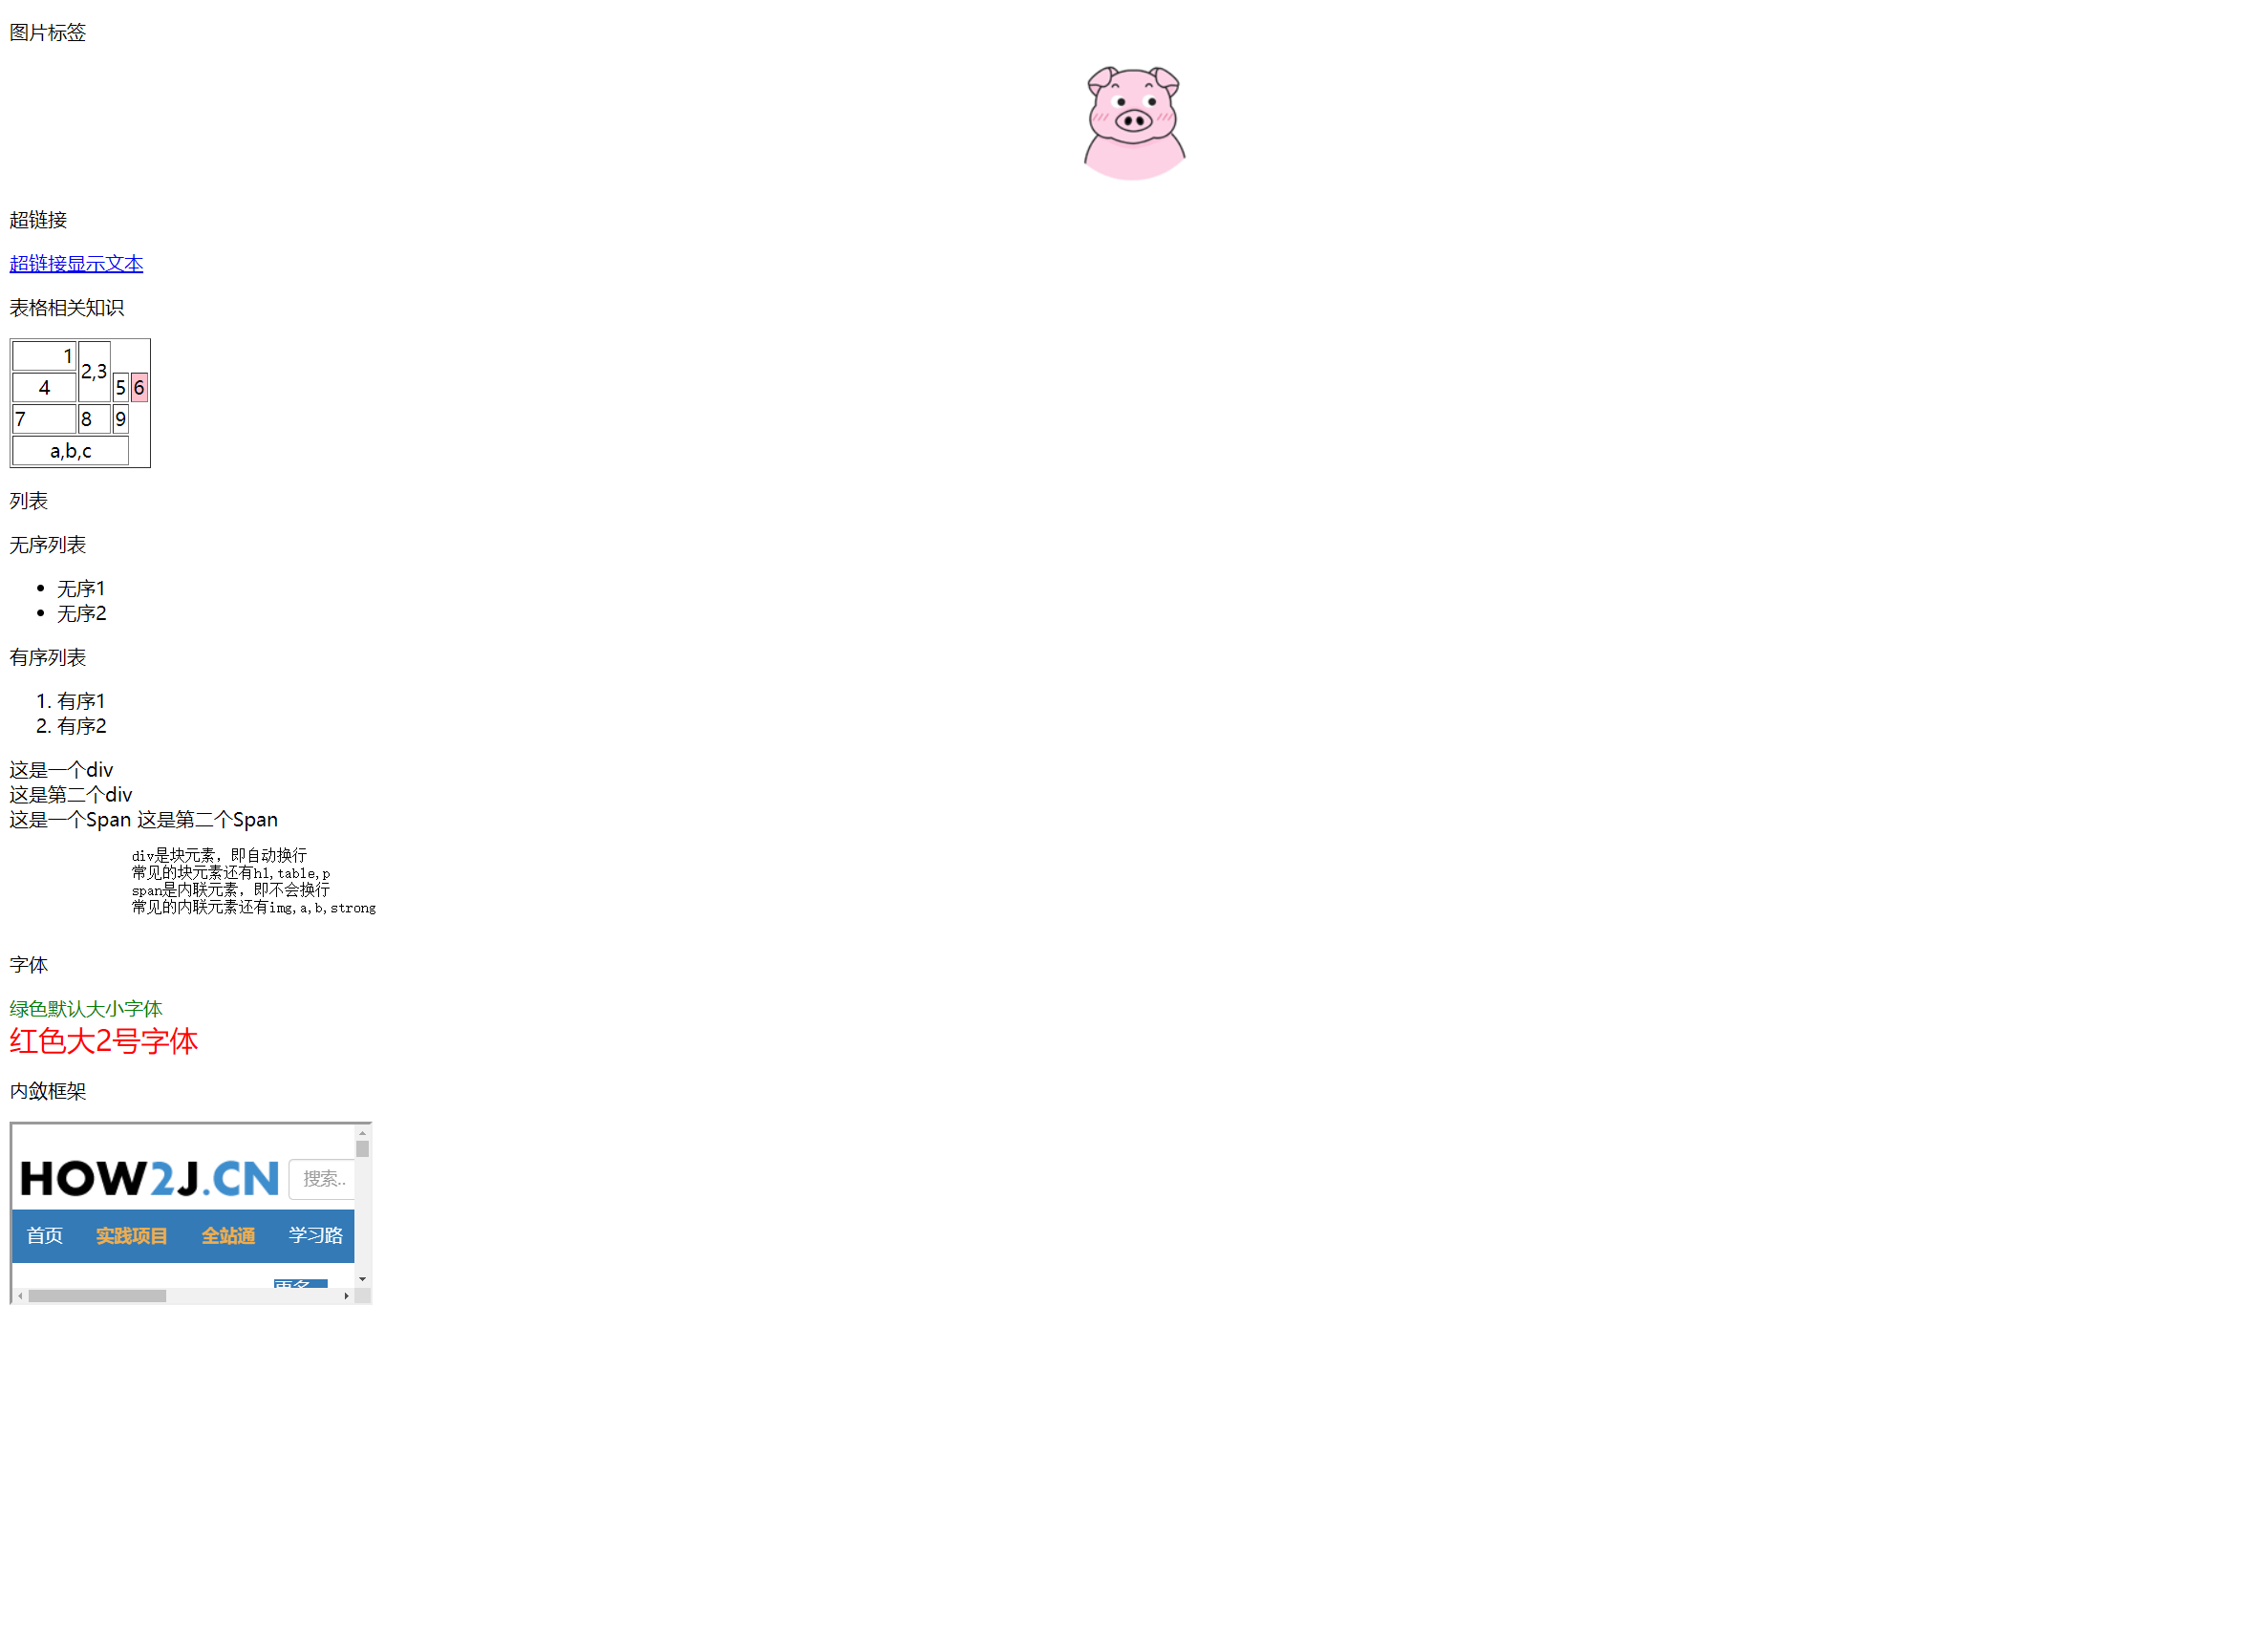 图片标签
超链接
超链接显示文本
表格相关知识
1 2,3
4 5 6
7 8 9
a,b,c
列表
无序列表
• 无序1
• 无序2
有序列表
1. 有序1
2. 有序2
这是一个div
这是第二个div
这是一个Span 这是第二个Span
div是块元素，即自动换行
常见的块元素还有h1,table,p
span是内联元素，即不会换行
常见的内联元素还有img,a,b,strong
字体
绿色默认大小字体
红色大2号字体
内敛框架
HOW2J.CN 搜索..
首页 实践项目 全站通 学习路